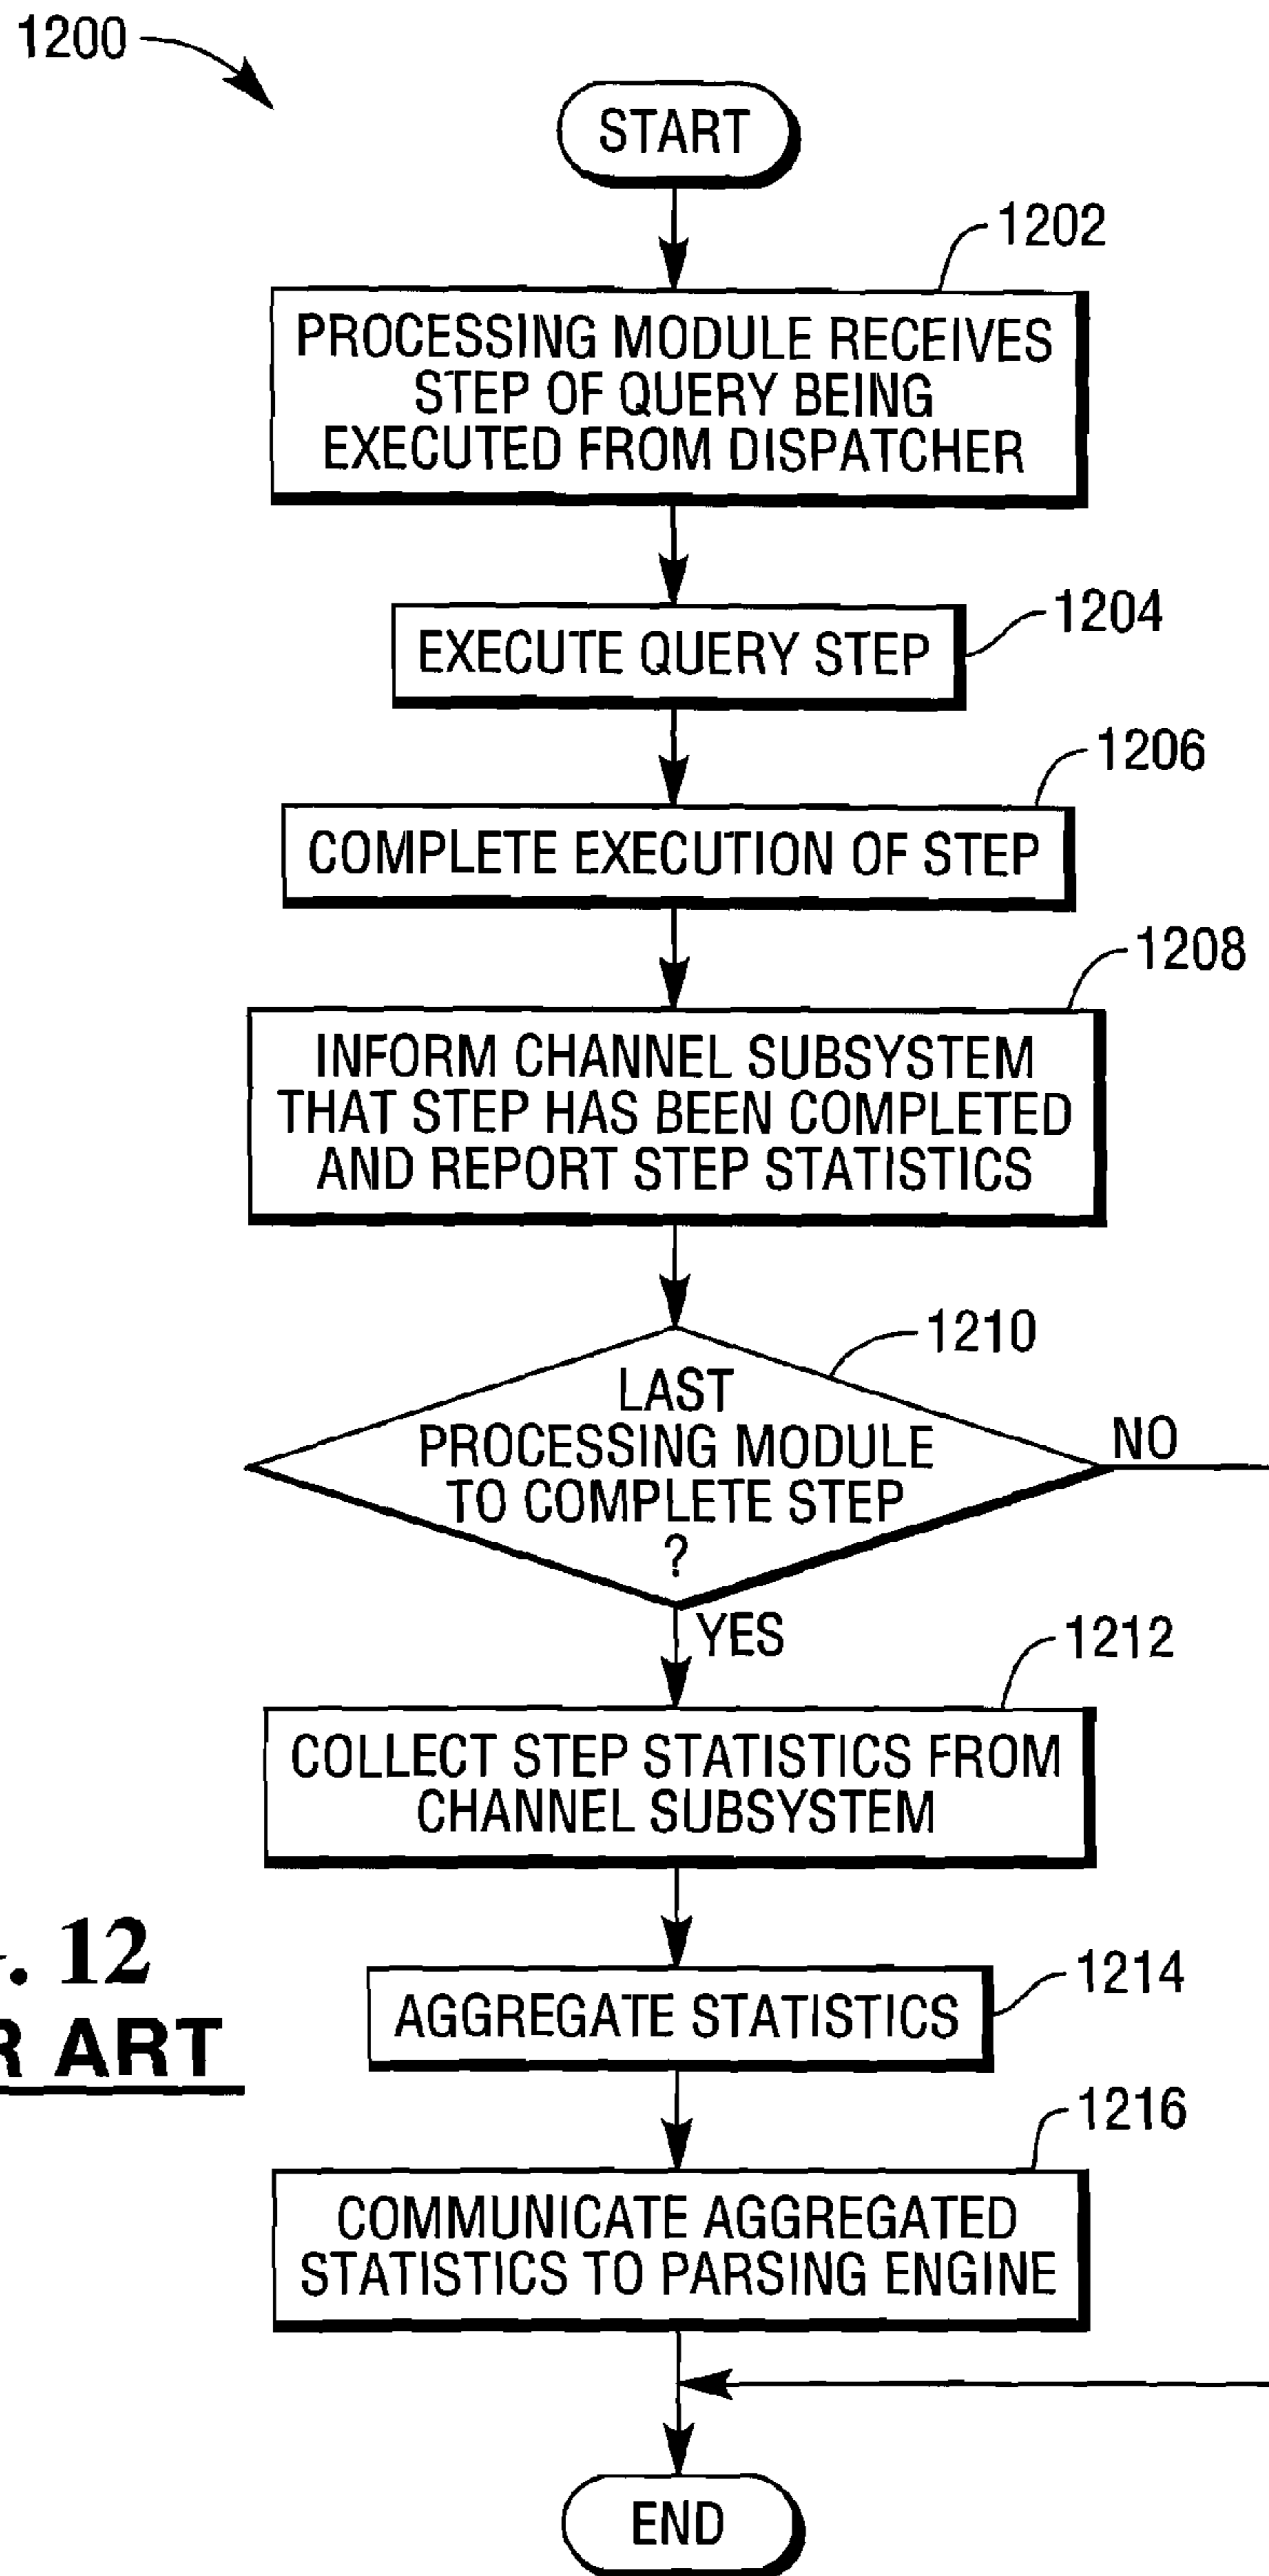 1200
START
1202
PROCESSING MODULE RECEIVES
STEP OF QUERY BEING
EXECUTED FROM DISPATCHER
1204
EXECUTE QUERY STEP
1206
COMPLETE EXECUTION OF STEP
1208
INFORM CHANNEL SUBSYSTEM
THAT STEP HAS BEEN COMPLETED
AND REPORT STEP STATISTICS
1210
LAST
PROCESSING MODULE
TO COMPLETE STEP
?
NO
YES
1212
COLLECT STEP STATISTICS FROM
CHANNEL SUBSYSTEM
12
ART
1214
AGGREGATE STATISTICS
1216
COMMUNICATE AGGREGATED
STATISTICS TO PARSING ENGINE
END